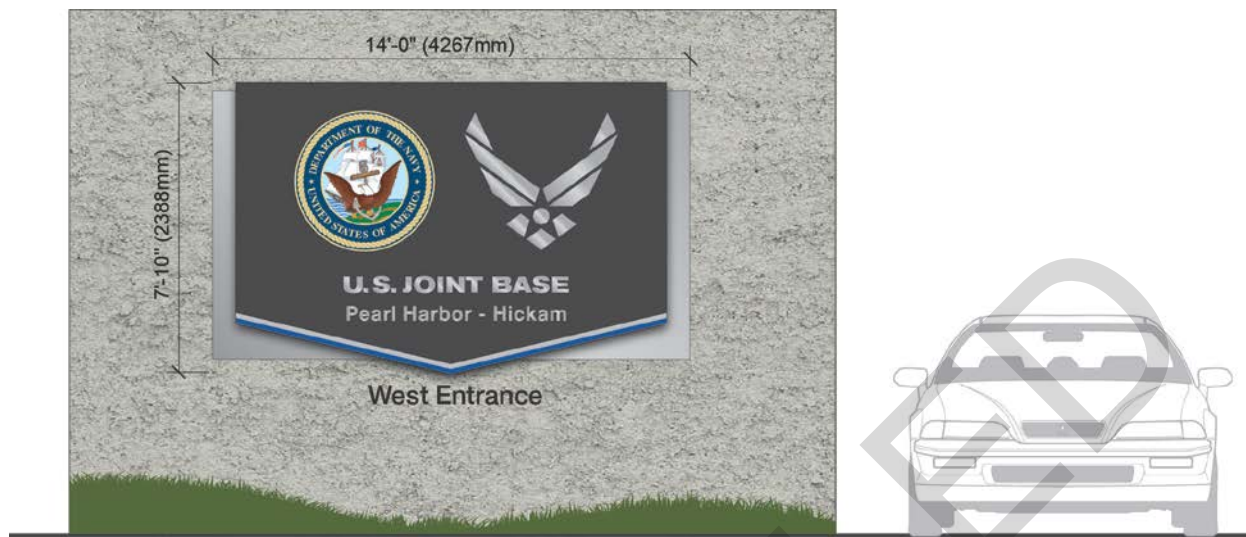 14'-0" (4267mm)
7'-10" (2388mm)
DEPARTMENT OF THE NAVY
UNITED STATES OF AMERICA
U.S. JOINT BASE
Pearl Harbor - Hickam
West Entrance